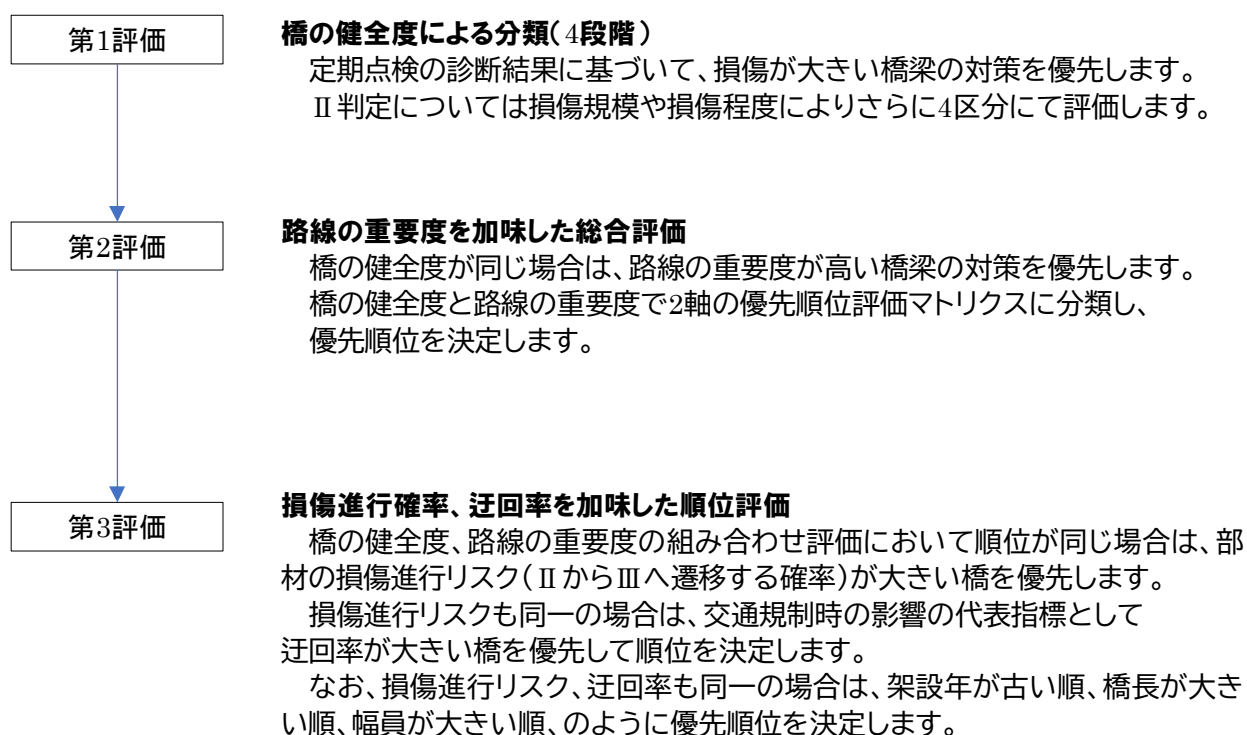 第1評価
橋の健全度による分類(4段階)
定期点検の診断結果に基づいて、損傷が大きい橋梁の対策を優先します。
Ⅱ判定については損傷規模や損傷程度によりさらに4区分にて評価します。
第2評価
路線の重要度を加味した総合評価
橋の健全度が同じ場合は、路線の重要度が高い橋梁の対策を優先します。
橋の健全度と路線の重要度で2軸の優先順位評価マトリクスに分類し、
優先順位を決定します。
第3評価
損傷進行確率、迂回率を加味した順位評価
橋の健全度、路線の重要度の組み合わせ評価において順位が同じ場合は、部
材の損傷進行リスク(ⅡからⅢへ遷移する確率)が大きい橋を優先します。
損傷進行リスクも同一の場合は、交通規制時の影響の代表指標として
迂回率が大きい橋を優先して順位を決定します。
なお、損傷進行リスク、迂回率も同一の場合は、架設年が古い順、橋長が大き
い順、幅員が大きい順、のように優先順位を決定します。